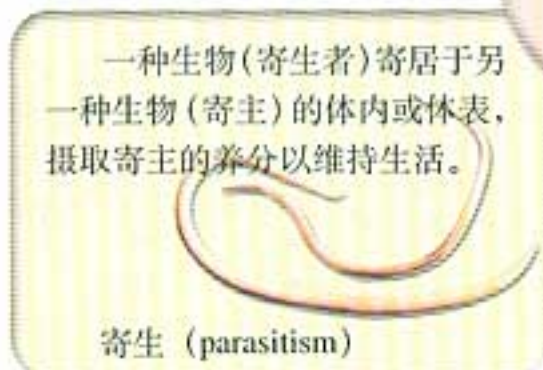 一种生物(寄生者)寄居于另
一种生物(寄主)的体内或体表,
摄取寄主的养分以维持生活。
寄生 (parasitism)